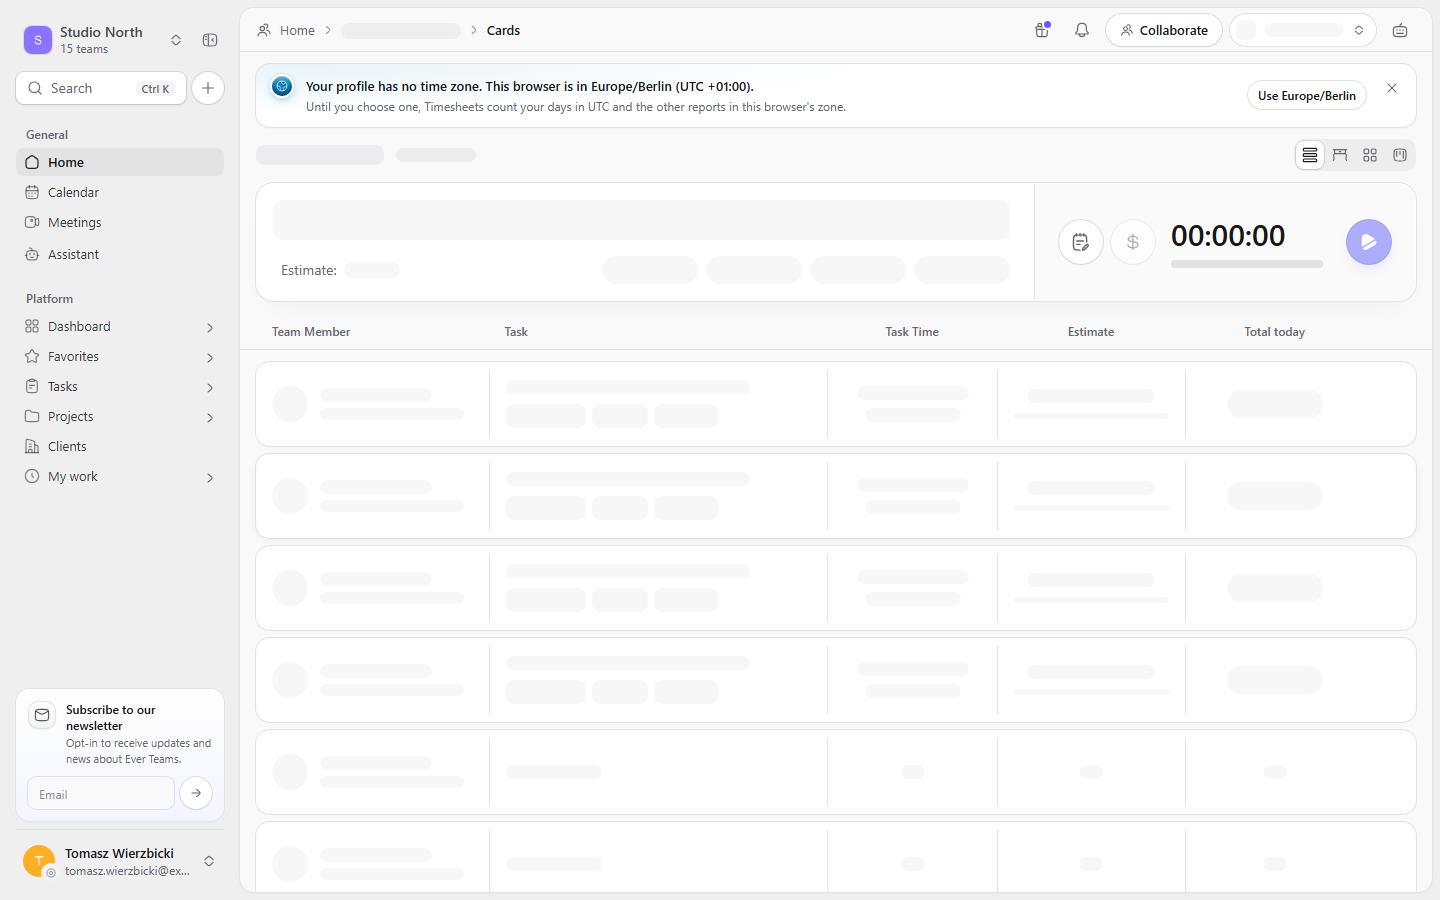 S
Studio North
15 teams
Search
Ctrl K
General
Home
Calendar
Meetings
Assistant
Platform
Dashboard
Favorites
Tasks
Projects
Clients
My work
Subscribe to our
newsletter
Opt-in to receive updates and
news about Ever Teams.
Email
T
Tomasz Wierzbicki
tomasz.wierzbicki@ex...
Home
Cards
Collaborate
Your profile has no time zone. This browser is in Europe/Berlin (UTC +01:00).
Until you choose one, Timesheets count your days in UTC and the other reports in this browser's zone.
Use Europe/Berlin
Estimate:
$
00:00:00
Team Member
Task
Task Time
Estimate
Total today